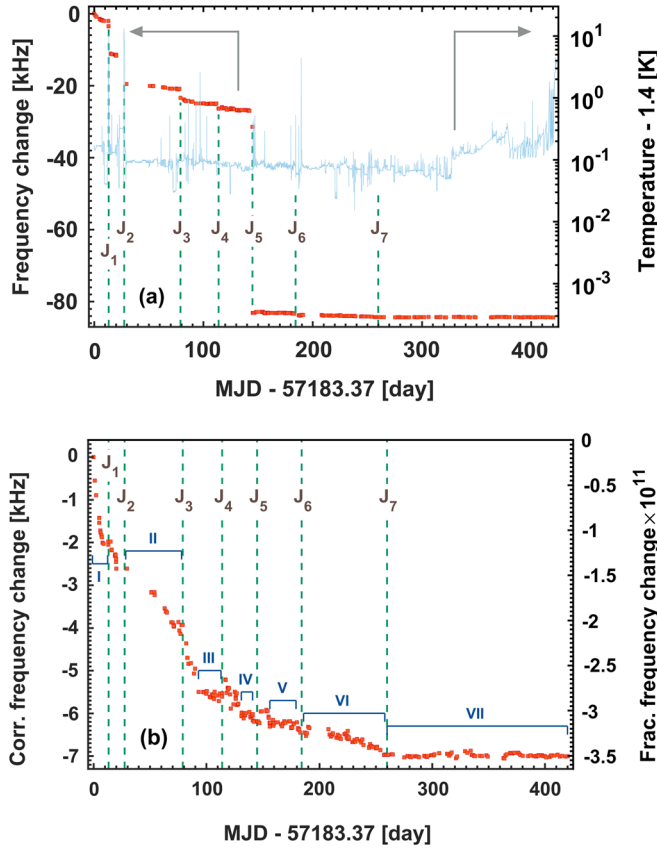 0
-20
-40
-60
-80
Frequency change [kHz]
10¹
10⁰
10⁻¹
10⁻²
10⁻³
Temperature - 1.4 [K]
J₁
J₂
J₃
J₄
J₅
J₆
J₇
(a)
0
100
200
300
400
MJD - 57183.37 [day]
0
-1
-2
-3
-4
-5
-6
-7
Corr. frequency change [kHz]
0
-0.5
-1
-1.5
-2
-2.5
-3
-3.5
Frac. frequency change×10¹¹
J₁
J₂
J₃
J₄
J₅
J₆
J₇
I
II
III
IV
V
VI
VII
(b)
0
100
200
300
400
MJD - 57183.37 [day]